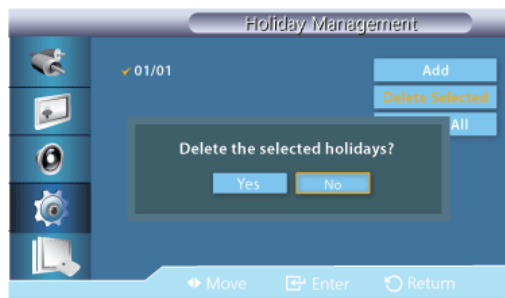 Holiday Management
01/01
Add
Delete Selected
All
Delete the selected holidays?
Yes
No
Move Enter Return